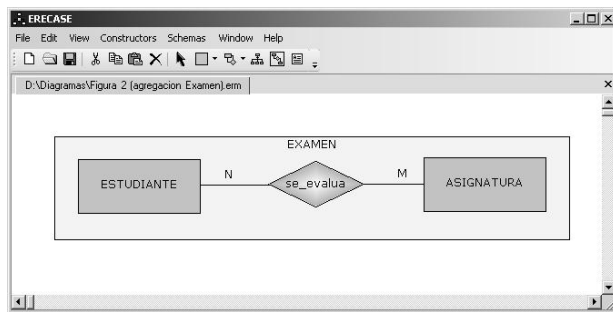 ERECASE
File Edit View Constructors Schemas Window Help
D:\Diagramas\Figura 2 (agregacion Examen).erm
EXAMEN
ESTUDIANTE N se_evalua M ASIGNATURA